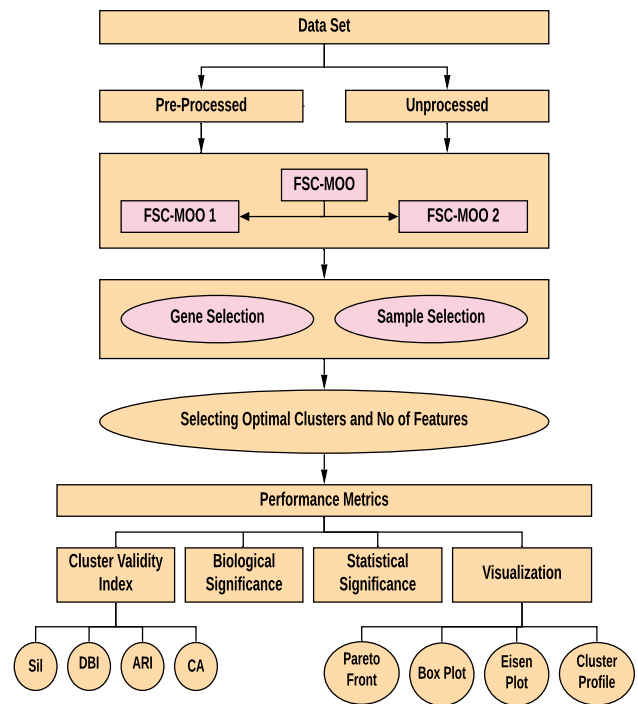 Data Set
Pre-Processed
Unprocessed
FSC-MOO
FSC-MOO 1
FSC-MOO 2
Gene Selection
Sample Selection
Selecting Optimal Clusters and No of Features
Performance Metrics
Cluster Validity
Index
Biological
Significance
Statistical
Significance
Visualization
Sil
DBI
ARI
CA
Pareto
Front
Box Plot
Eisen
Plot
Cluster
Profile